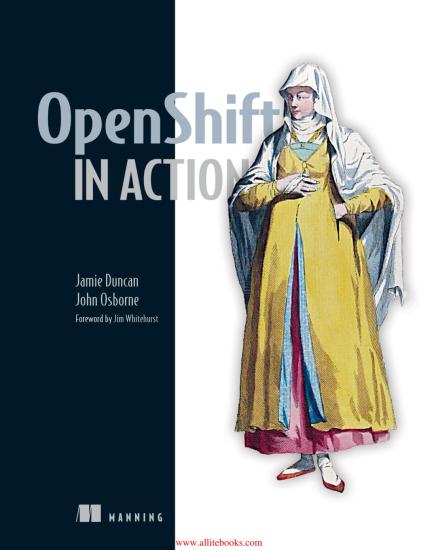 OpenShift
IN ACTION
Jamie Duncan
John Osborne
Foreword by Jim Whitehurst
MANNING
www.allitebooks.com